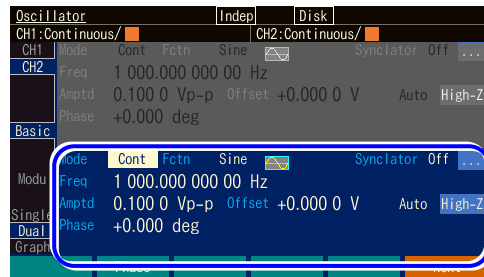 Oscillator Indep Disk
CH1:Continuous/ CH2:Continuous/
CH1 Mode Cont Fctn Sine Synclator Off ...
CH2 Freq 1 000.000 000 00 Hz
Amptd 0.100 0 Vp-p Offset +0.000 0 V Auto High-Z
Phase +0.000 deg
Basic
Mode Cont Fctn Sine Synclator Off ...
Modu Freq 1 000.000 000 00 Hz
Amptd 0.100 0 Vp-p Offset +0.000 0 V Auto High-Z
Single
Dual Phase +0.000 deg
Graph